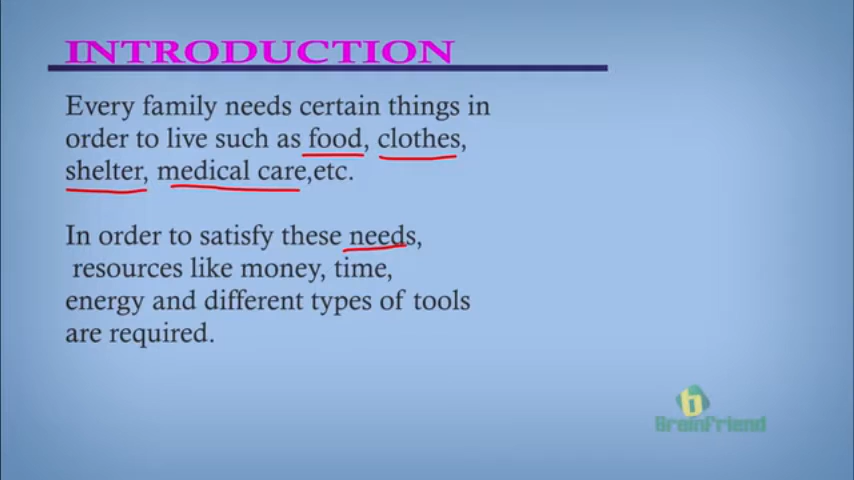 INTRODUCTION
Every family needs certain things in
order to live such as food, clothes,
shelter, medical care,etc.
In order to satisfy these needs,
resources like money, time,
energy and different types of tools
are required.
b
BrainFriend